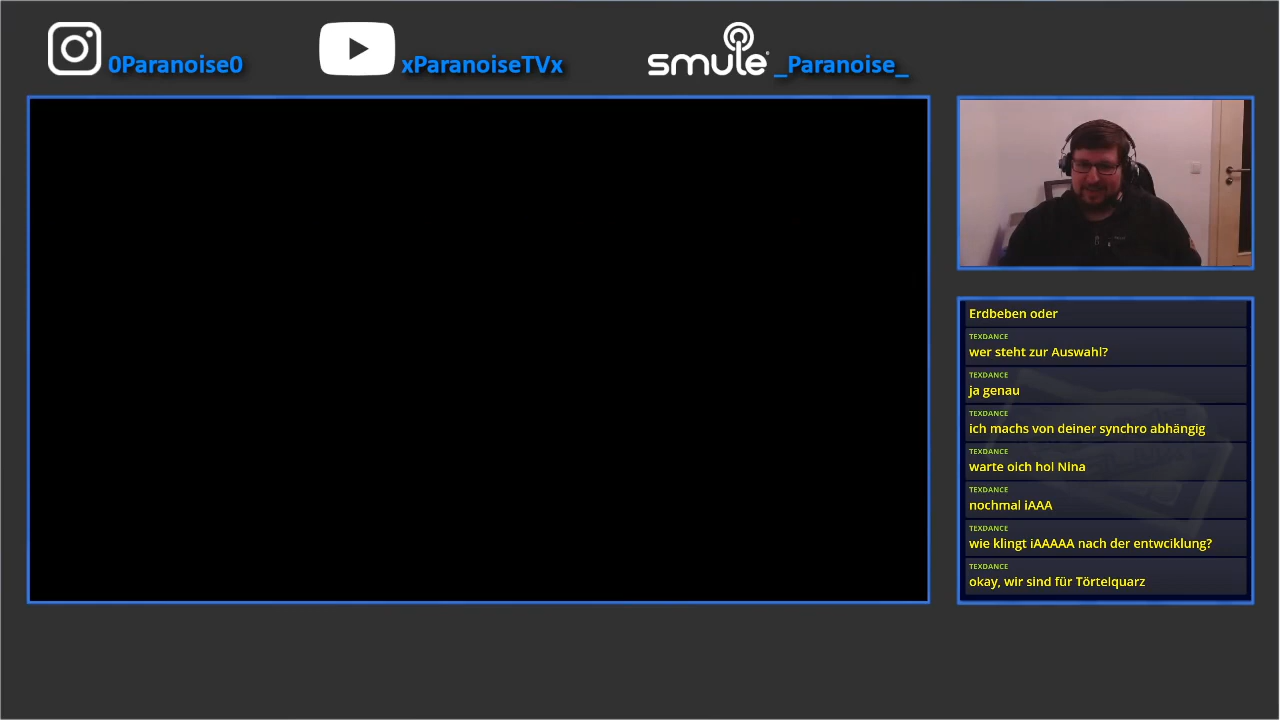 0Paranoise0
xParanoiseTVx
smule
_Paranoise_
Erdbeben oder
TEXDANCE
wer steht zur Auswahl?
TEXDANCE
ja genau
TEXDANCE
ich machs von deiner synchro abhängig
TEXDANCE
warte oich hol Nina
TEXDANCE
nochmal iAAA
TEXDANCE
wie klingt iAAAAA nach der entwciklung?
TEXDANCE
okay, wir sind für Törtelquarz